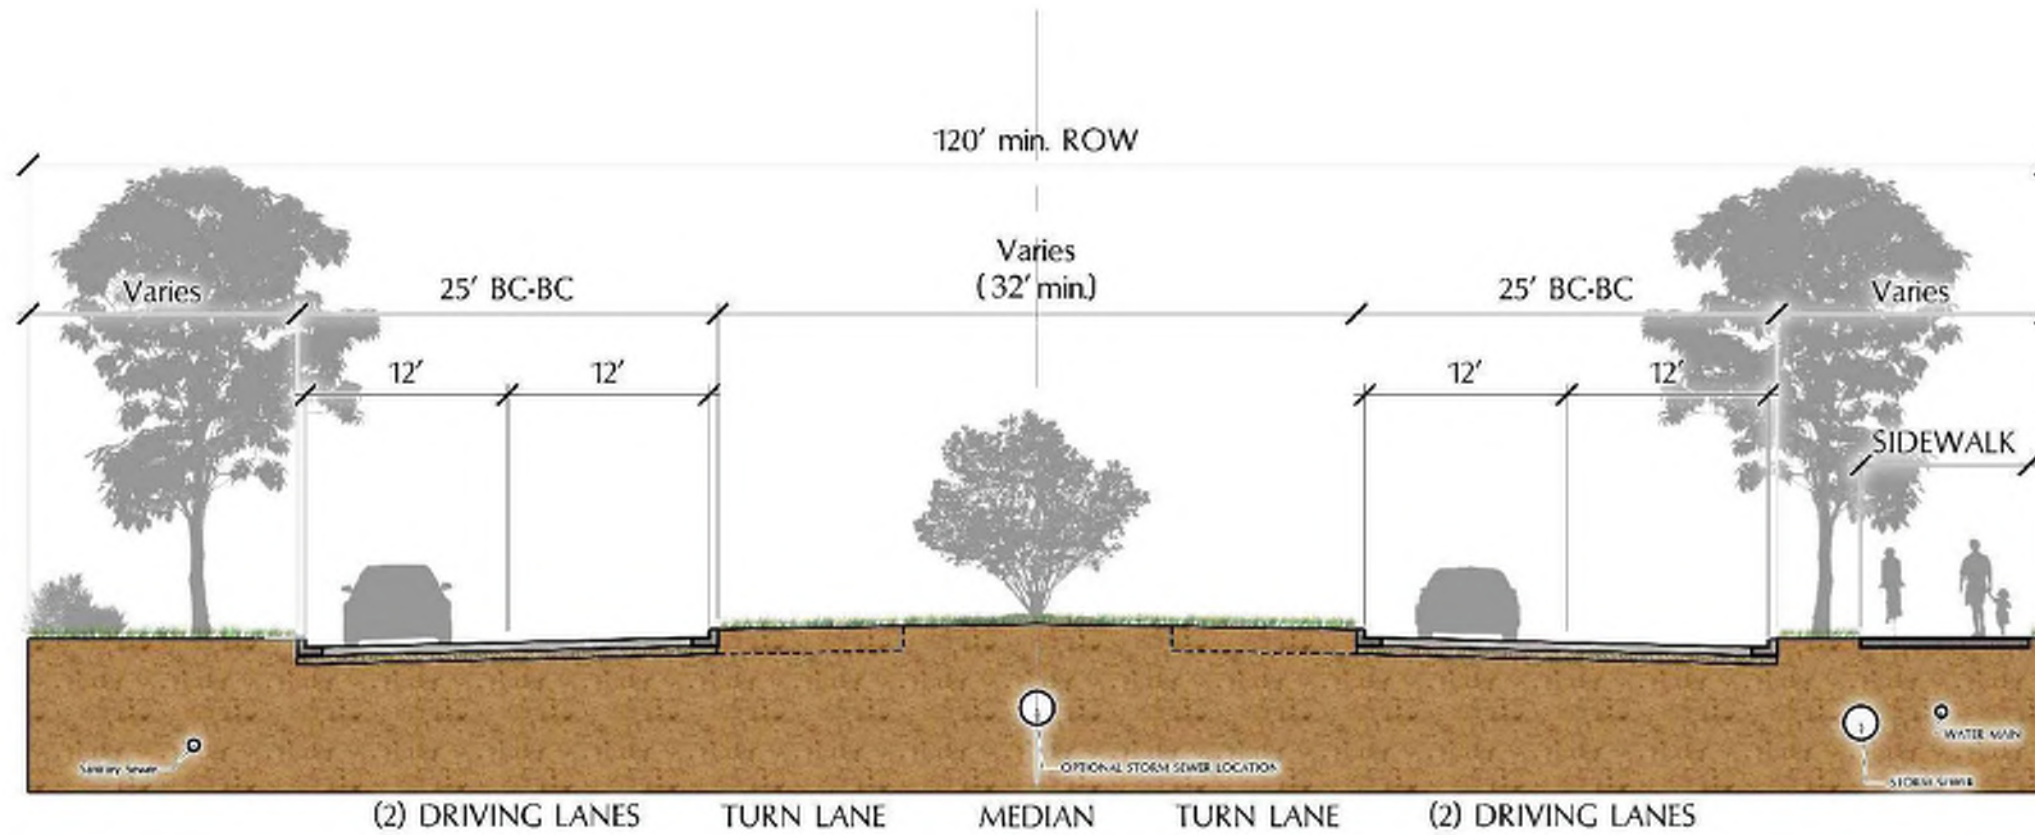 120' min. ROW
Varies
(32' min.)
Varies
25' BC-BC
25' BC-BC
Varies
12'
12'
12'
12'
SIDEWALK
Sanitary Sewer
OPTIONAL STORM SEWER LOCATION
WATER MAIN
STORM SEWER
(2) DRIVING LANES
TURN LANE
MEDIAN
TURN LANE
(2) DRIVING LANES